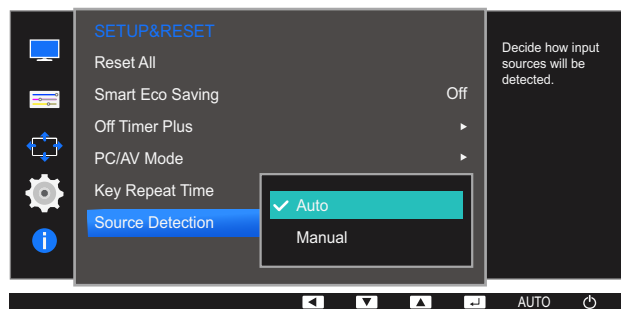 SETUP&RESET
Reset All
Smart Eco Saving Off
Off Timer Plus
PC/AV Mode
Key Repeat Time
Source Detection
Auto
Manual
Decide how input
sources will be
detected.
AUTO